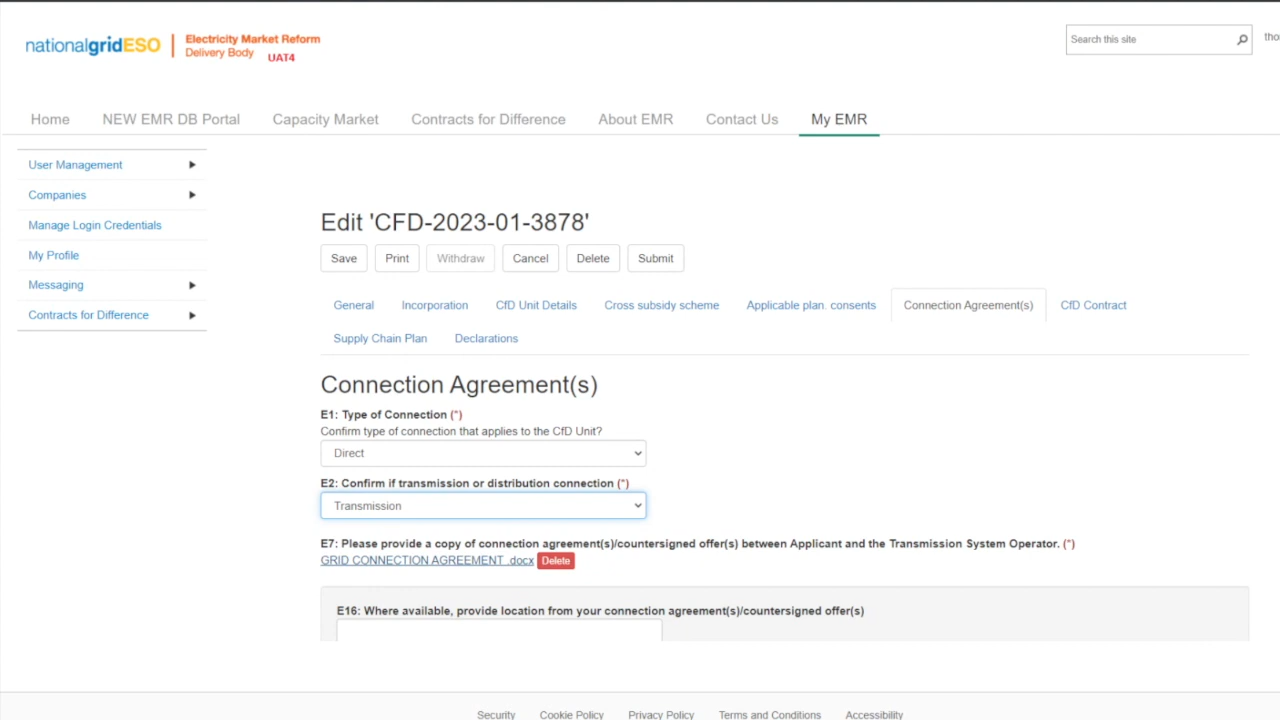 nationalgridESO
Electricity Market Reform
Delivery Body
UAT4
Search this site
tho
Home
NEW EMR DB Portal
Capacity Market
Contracts for Difference
About EMR
Contact Us
My EMR
User Management
Companies
Manage Login Credentials
My Profile
Messaging
Contracts for Difference
Edit 'CFD-2023-01-3878'
Save
Print
Withdraw
Cancel
Delete
Submit
General
Incorporation
CfD Unit Details
Cross subsidy scheme
Applicable plan. consents
Connection Agreement(s)
CfD Contract
Supply Chain Plan
Declarations
Connection Agreement(s)
E1: Type of Connection (*)
Confirm type of connection that applies to the CfD Unit?
Direct
E2: Confirm if transmission or distribution connection (*)
Transmission
E7: Please provide a copy of connection agreement(s)/countersigned offer(s) between Applicant and the Transmission System Operator. (*)
GRID CONNECTION AGREEMENT .docx Delete
E16: Where available, provide location from your connection agreement(s)/countersigned offer(s)
Security
Cookie Policy
Privacy Policy
Terms and Conditions
Accessibility